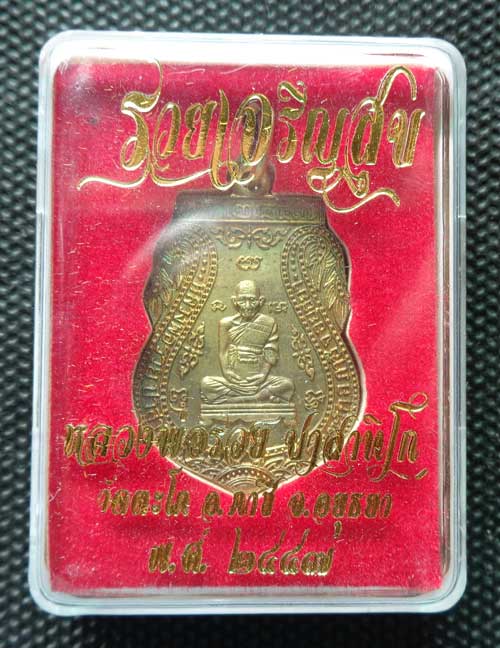 รวยเจริญสุข
หลวงพ่อรวย ปาสาทิโก
วัดตะโก อ.ภาชี จ.อยุธยา
พ.ศ. ๒๕๕๗